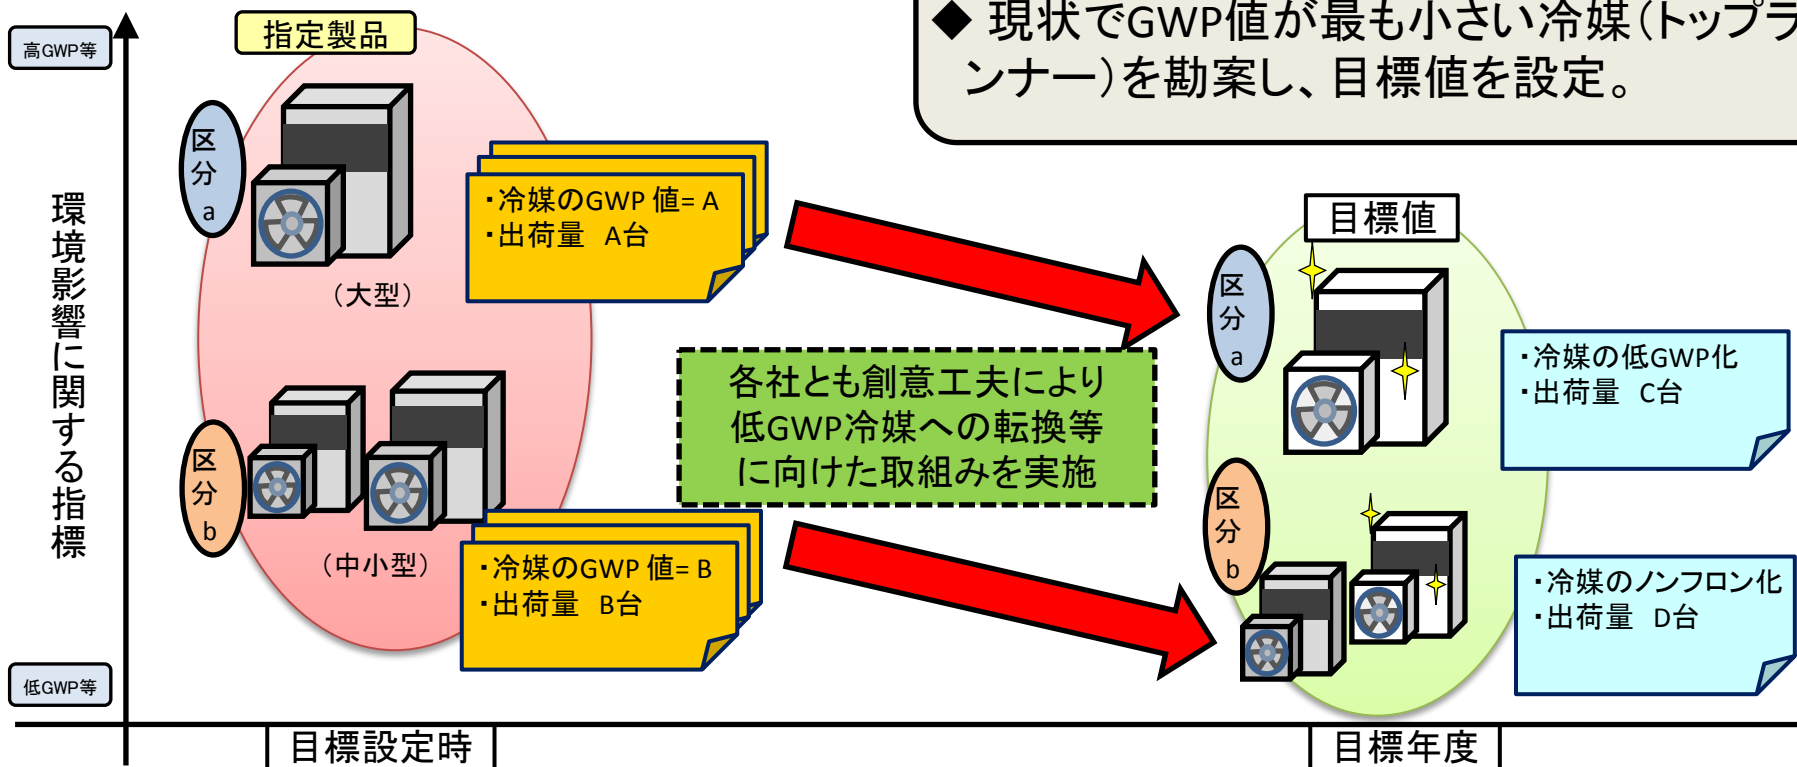 ◆ 現状でGWP値が最も小さい冷媒(トップラ
ンナー)を勘案し、目標値を設定。
高GWP等
指定製品
区
分
a
・冷媒のGWP 値= A
・出荷量 A台
(大型)
環境影響に関する指標
目標値
区
分
a
・冷媒の低GWP化
・出荷量 C台
各社とも創意工夫により
低GWP冷媒への転換等
に向けた取組みを実施
区
分
b
(中小型)
・冷媒のGWP 値= B
・出荷量 B台
区
分
b
・冷媒のノンフロン化
・出荷量 D台
低GWP等
目標設定時
目標年度